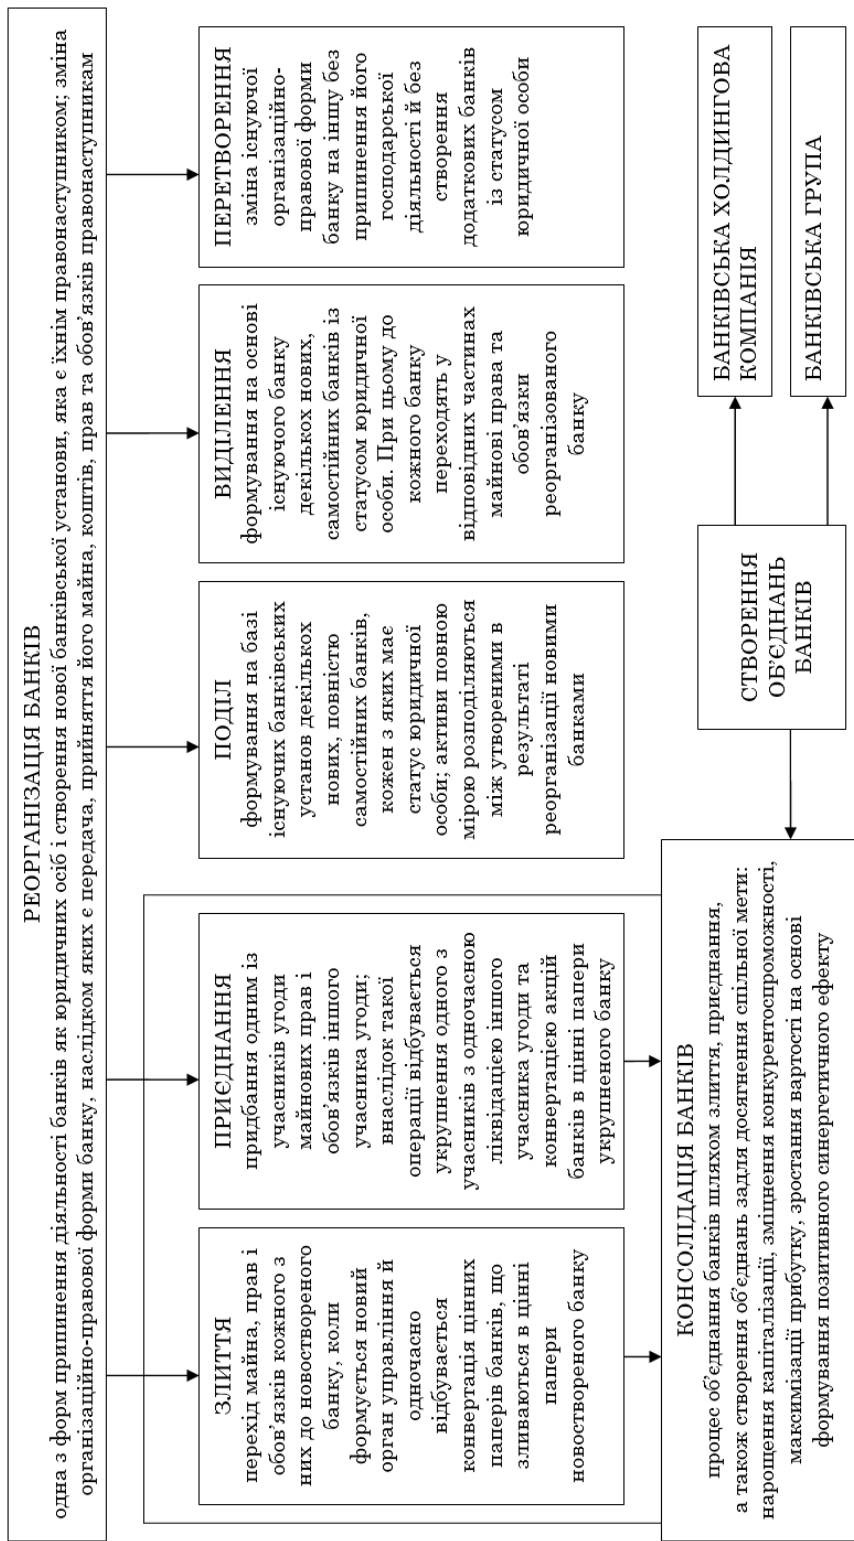 РЕОРГАНІЗАЦІЯ БАНКІВ
одна з форм припинення діяльності банків як юридичних осіб і створення нової банківської установи, яка є їхнім правонаступником; зміна
організаційно-правової форми банку, наслідком яких є передача, прийняття його майна, коштів, прав та обов’язків правонаступникам
ЗЛИТТЯ
перехід майна, прав і
обов’язків кожного з
них до новоствореного
банку, коли
формується новий
орган управління й
одночасно
відбувається
конвертація цінних
паперів банків, що
зливаються в цінні
папери
новоствореного банку
ПРИЄДНАННЯ
придбання одним із
учасників угоди
майнових прав і
обов’язків іншого
учасника угоди;
внаслідок такої
операції відбувається
укрупнення одного з
учасників з одночасною
ліквідацією іншого
учасника угоди та
конвертацією акцій
банків в цінні папери
укрупненого банку
ПОДІЛ
формування на базі
існуючих банківських
установ декількох
нових, повністю
самостійних банків,
кожен з яких має
статус юридичної
особи; активи повною
мірою розподіляються
між утвореними в
результаті
реорганізації новими
банками
ВИДІЛЕННЯ
формування на основі
існуючого банку
декількох нових,
самостійних банків із
статусом юридичної
особи. При цьому до
кожного банку
переходять у
відповідних частинах
майнові права та
обов’язки
реорганізованого
банку
ПЕРЕТВОРЕННЯ
зміна існуючої
організаційно-
правової форми
банку на іншу без
припинення його
господарської
діяльності й без
створення
додаткових банків
із статусом
юридичної особи
КОНСОЛІДАЦІЯ БАНКІВ
процес об’єднання банків шляхом злиття, приєднання,
а також створення об’єднань задля досягнення спільної мети:
нарощення капіталізації, зміцнення конкурентоспроможності,
максимізації прибутку, зростання вартості на основі
формування позитивного синергетичного ефекту
СТВОРЕННЯ
ОБ’ЄДНАНЬ
БАНКІВ
БАНКІВСЬКА ХОЛДИНГОВА
КОМПАНІЯ
БАНКІВСЬКА ГРУПА